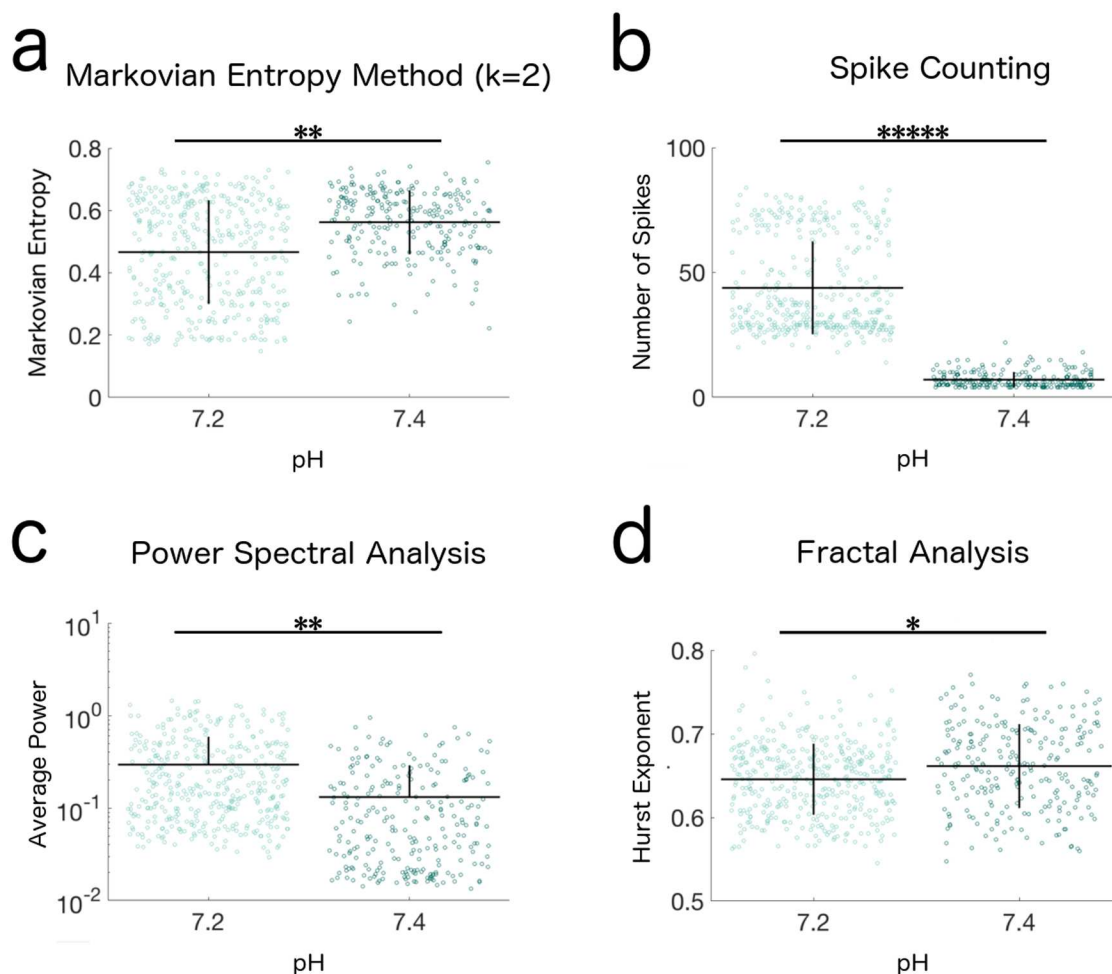 a
Markovian Entropy Method (k=2)
**
0.8
0.6
0.4
0.2
0
Markovian Entropy
7.2
7.4
pH
b
Spike Counting
*****
100
50
0
Number of Spikes
7.2
7.4
pH
c
Power Spectral Analysis
**
10^1
10^0
10^-1
10^-2
Average Power
7.2
7.4
pH
d
Fractal Analysis
*
0.8
0.7
0.6
0.5
Hurst Exponent
7.2
7.4
pH